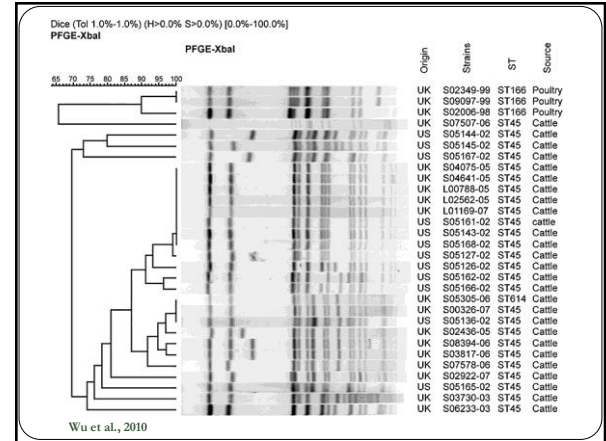 Dice (Tol 1.0%-1.0%) (H>0.0% S>0.0%) [0.0%-100.0%]
PFGE-XbaI
PFGE-XbaI
Origin Strains ST Source
65 70 75 80 85 90 95 100
UK S02349-99 ST166 Poultry
UK S09097-99 ST166 Poultry
UK S02006-98 ST166 Poultry
UK S07507-06 ST45 Cattle
US S05144-02 ST45 Cattle
US S05145-02 ST45 Cattle
US S05167-02 ST45 Cattle
UK S04075-05 ST45 Cattle
UK S04641-05 ST45 Cattle
UK L00788-05 ST45 Cattle
UK L02562-05 ST45 Cattle
UK L01169-07 ST45 Cattle
US S05161-02 ST45 cattle
US S05143-02 ST45 Cattle
US S05168-02 ST45 Cattle
US S05127-02 ST45 Cattle
US S05126-02 ST45 Cattle
US S05162-02 ST45 Cattle
US S05166-02 ST45 Cattle
UK S05305-06 ST614 Cattle
UK S00326-07 ST45 Cattle
US S05136-02 ST45 Cattle
UK S02436-05 ST45 Cattle
UK S08394-06 ST45 Cattle
UK S03817-06 ST45 Cattle
UK S07578-06 ST45 Cattle
UK S02922-07 ST45 Cattle
US S05165-02 ST45 Cattle
UK S03730-03 ST45 Cattle
UK S06233-03 ST45 Cattle
Wu et al., 2010